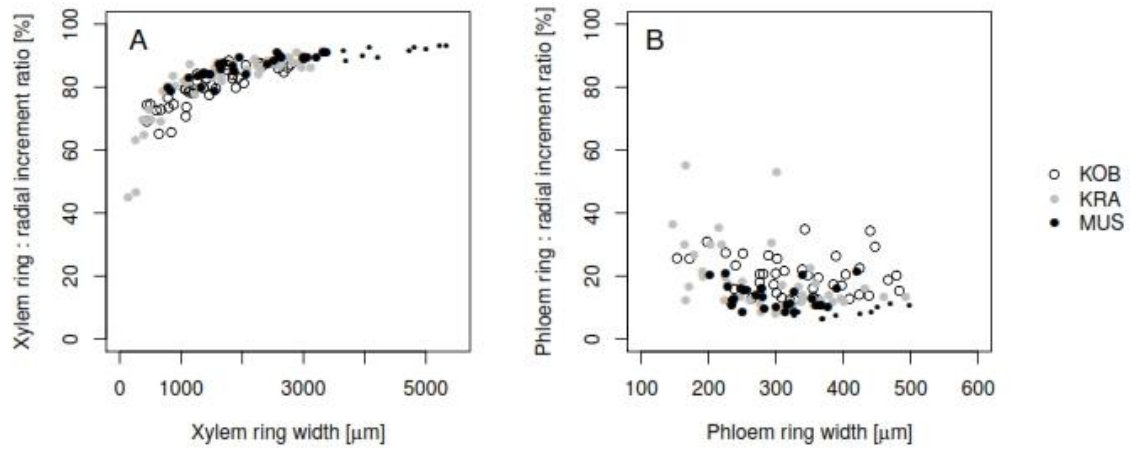 A
Xylem ring : radial increment ratio [%]
0 20 40 60 80 100
0 1000 3000 5000
Xylem ring width [μm]
B
Phloem ring : radial increment ratio [%]
0 20 40 60 80 100
100 200 300 400 500 600
Phloem ring width [μm]
KOB
KRA
MUS